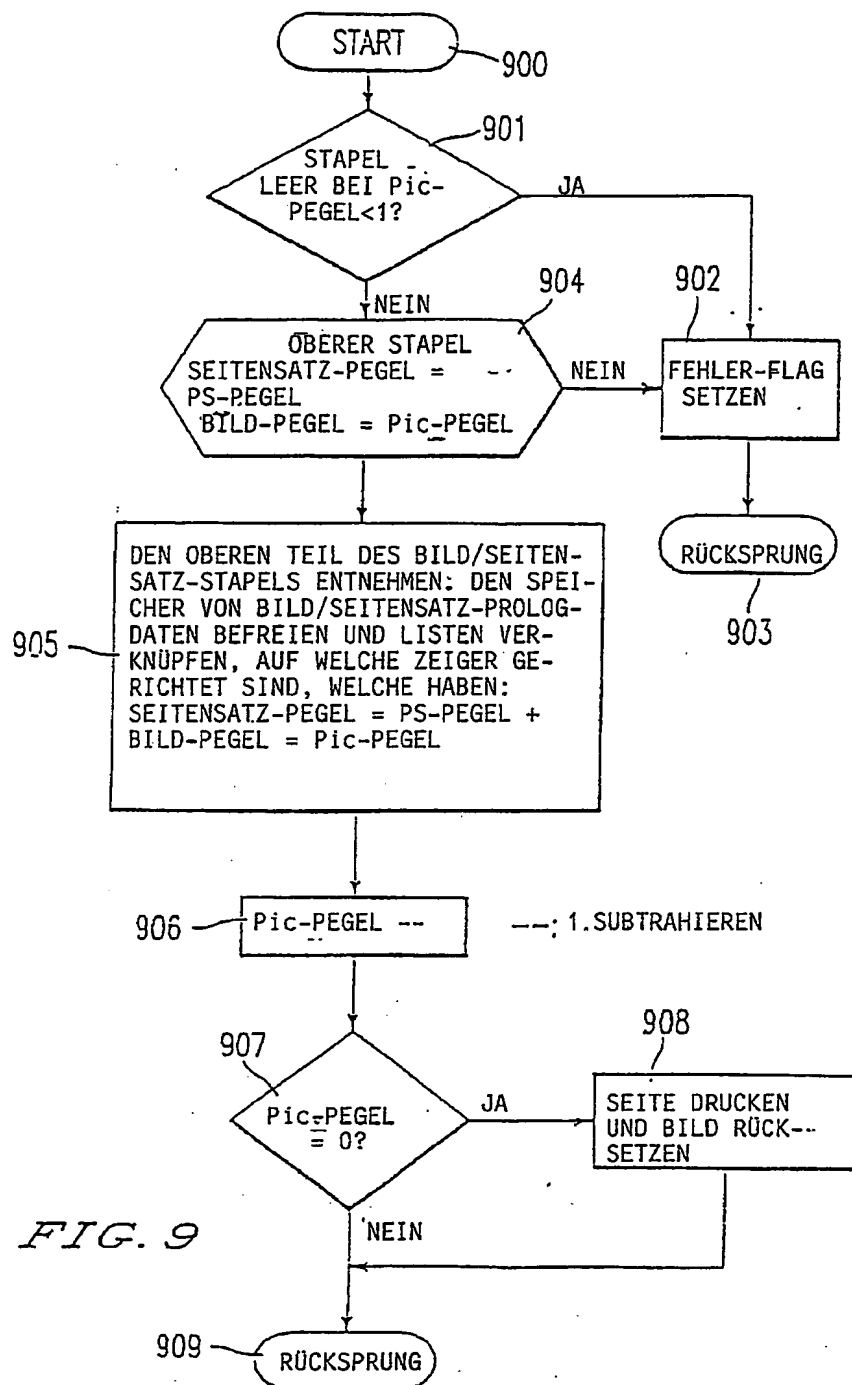 START
900
901
STAPEL
LEER BEI Pic-
PEGEL<1?
JA
NEIN
904
902
OBERER STAPEL
SEITENSATZ-PEGEL =
PS-PEGEL
BILD-PEGEL = Pic-PEGEL
NEIN
FEHLER-FLAG
SETZEN
RÜCKSPRUNG
903
905
DEN OBEREN TEIL DES BILD/SEITEN-
SATZ-STAPELS ENTNEHMEN: DEN SPEI-
CHER VON BILD/SEITENSATZ-PROLOG-
DATEN BEFREIEN UND LISTEN VER-
KNÜPFEN, AUF WELCHE ZEIGER GE-
RICHTET SIND, WELCHE HABEN:
SEITENSATZ-PEGEL = PS-PEGEL +
BILD-PEGEL = Pic-PEGEL
906
Pic-PEGEL --
--: 1.SUBTRAHIEREN
907
Pic-PEGEL
= 0?
JA
908
SEITE DRUCKEN
UND BILD RÜCK--
SETZEN
NEIN
FIG. 9
909
RÜCKSPRUNG